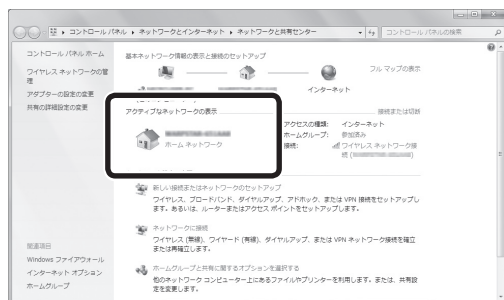 コントロール パネル ▸ ネットワークとインターネット ▸ ネットワークと共有センター
コントロール パネルの検索
コントロール パネル ホーム
ワイヤレス ネットワークの管
理
アダプターの設定の変更
共有の詳細設定の変更
基本ネットワーク情報の表示と接続のセットアップ
フル マップの表示
インターネット
アクティブなネットワークの表示
接続または切断
ホーム ネットワーク
アクセスの種類: インターネット
ホームグループ: 参加済み
接続: ワイヤレス ネットワーク接
続
新しい接続またはネットワークのセットアップ
ワイヤレス、ブロードバンド、ダイヤルアップ、アドホック、または VPN 接続をセットアップし
ます。あるいは、ルーターまたはアクセス ポイントをセットアップします。
ネットワークに接続
ワイヤレス (無線)、ワイヤード (有線)、ダイヤルアップ、または VPN ネットワーク接続を確立
または再確立します。
ホームグループと共有に関するオプションを選択する
他のネットワーク コンピューター上にあるファイルやプリンターを利用します。または、共有設
定を変更します。
関連項目
Windows ファイアウォール
インターネット オプション
ホームグループ